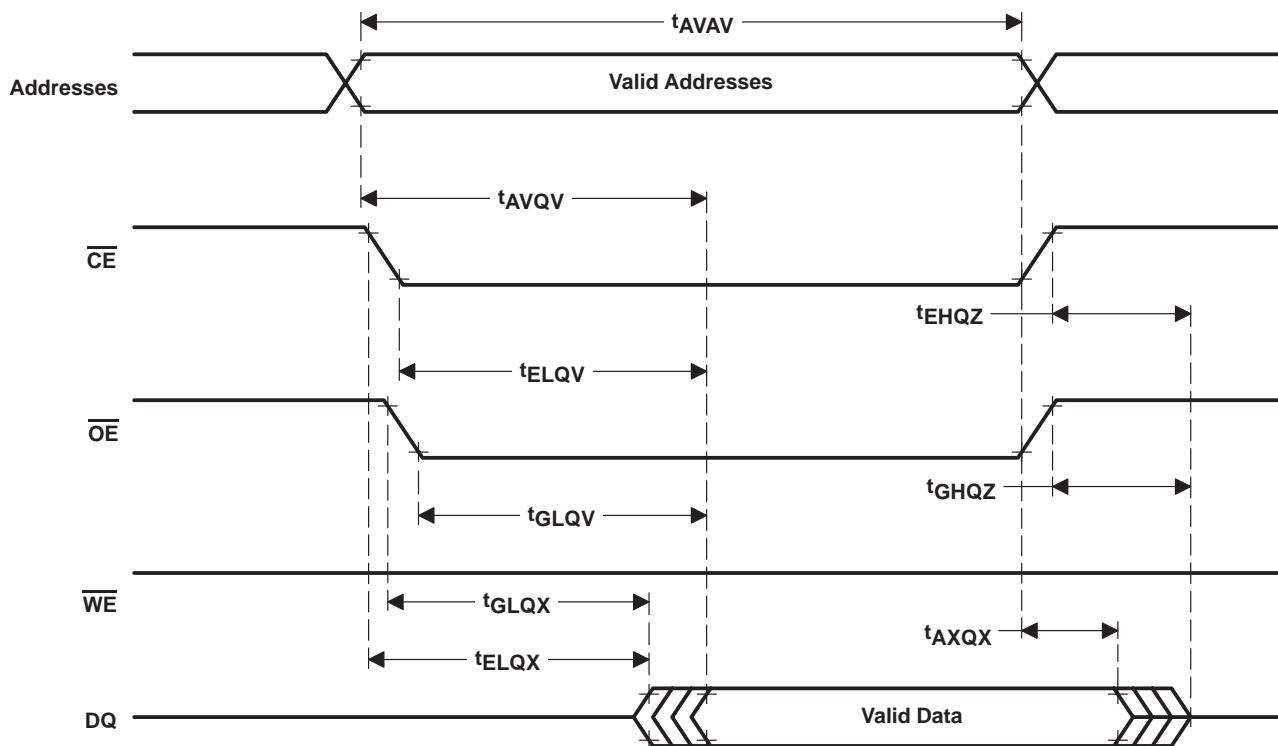 tAVAV
Addresses
Valid Addresses
tAVQV
CE
tEHQZ
tELQV
OE
tGHQZ
tGLQV
WE
tGLQX
tAXQX
tELQX
DQ
Valid Data